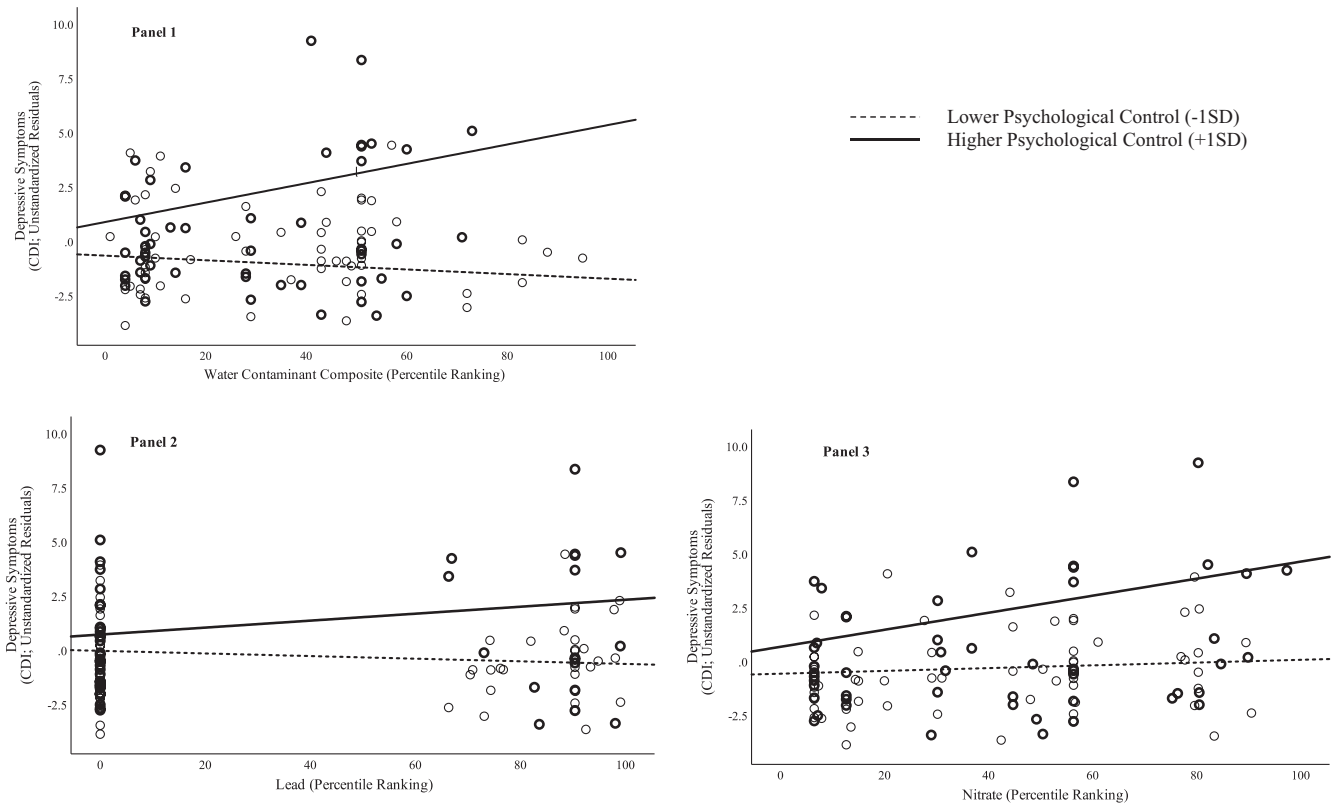 Panel 1
Depressive Symptoms
(CDI; Unstandardized Residuals)
10.0
7.5
5.0
2.5
.0
-2.5
0 20 40 60 80 100
Water Contaminant Composite (Percentile Ranking)
Lower Psychological Control (-1SD)
Higher Psychological Control (+1SD)
Panel 2
Depressive Symptoms
(CDI; Unstandardized Residuals)
10.0
7.5
5.0
2.5
.0
-2.5
0 20 40 60 80 100
Lead (Percentile Ranking)
Panel 3
Depressive Symptoms
(CDI; Unstandardized Residuals)
10.0
7.5
5.0
2.5
.0
-2.5
0 20 40 60 80 100
Nitrate (Percentile Ranking)